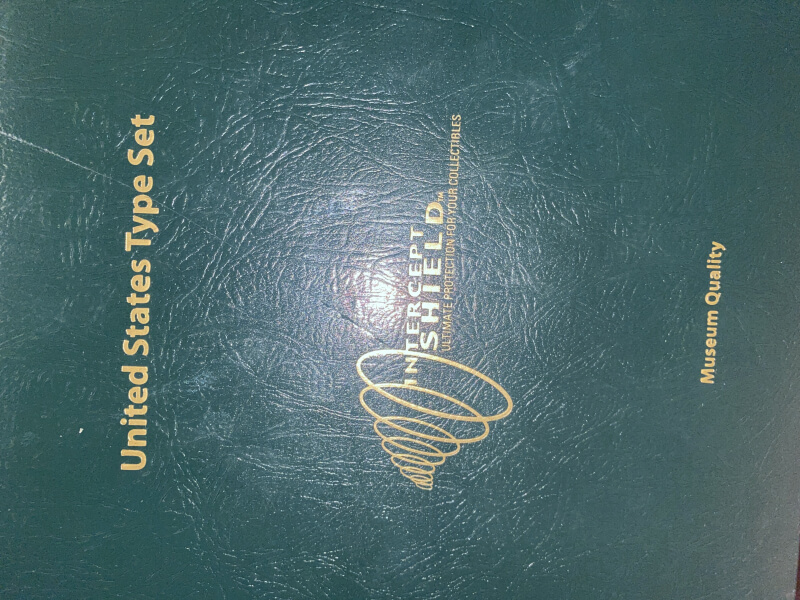 United States Type Set
INTERCEPT
SHIELD™
ULTIMATE PROTECTION FOR YOUR COLLECTIBLES
Museum Quality